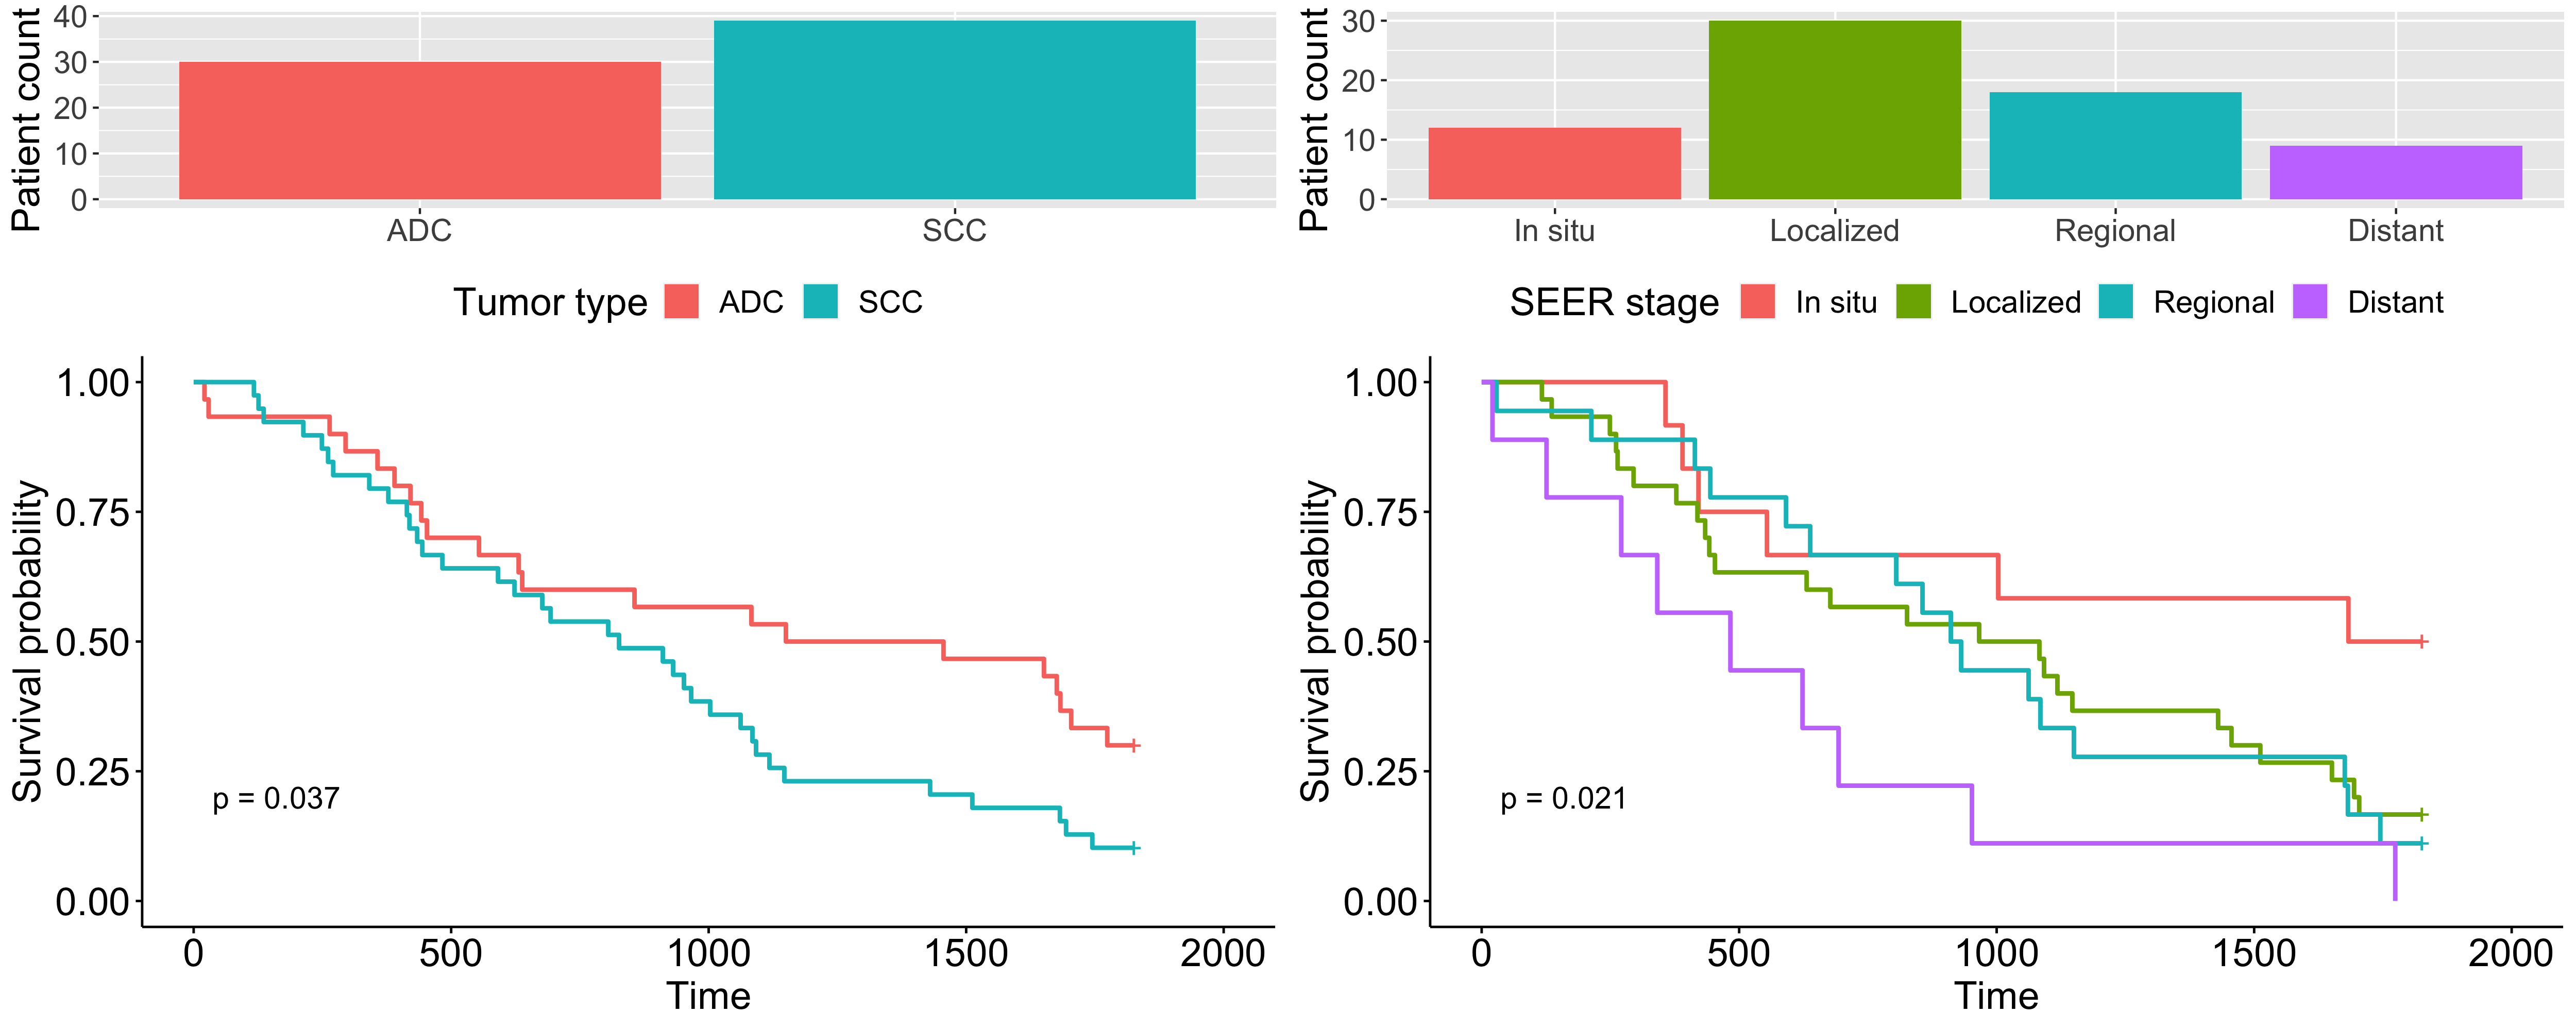 Patient count
40
30
20
10
0
ADC SCC
Tumor type ADC SCC
Survival probability
1.00
0.75
0.50
0.25
0.00
p = 0.037
0 500 1000 1500 2000
Time
Patient count
30
20
10
0
In situ Localized Regional Distant
SEER stage In situ Localized Regional Distant
Survival probability
1.00
0.75
0.50
0.25
0.00
p = 0.021
0 500 1000 1500 2000
Time